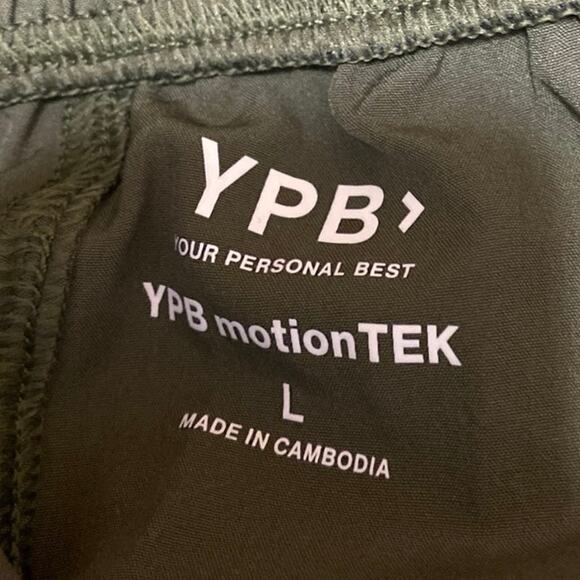 YPB›
YOUR PERSONAL BEST
YPB motionTEK
L
MADE IN CAMBODIA